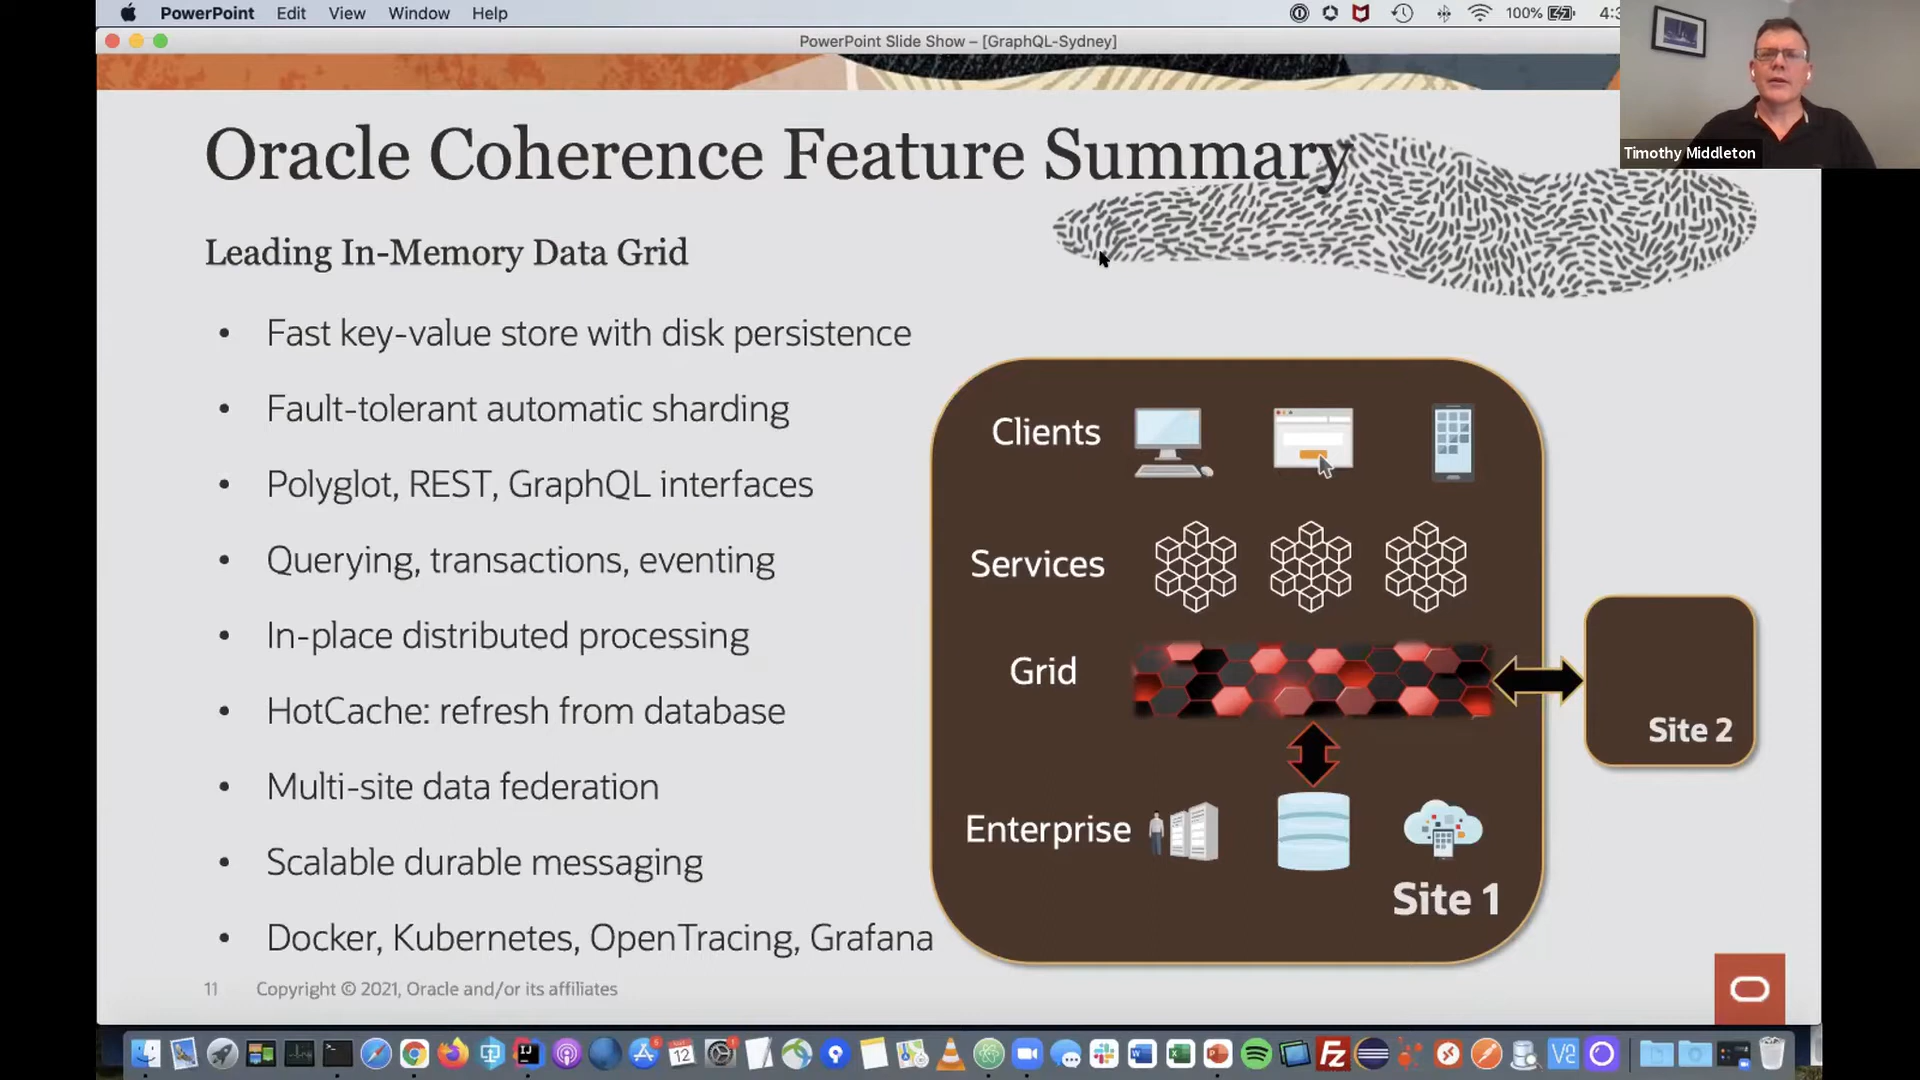 PowerPoint Edit View Window Help 100%
PowerPoint Slide Show – [GraphQL-Sydney]
Timothy Middleton
Oracle Coherence Feature Summary
Leading In-Memory Data Grid
• Fast key-value store with disk persistence
• Fault-tolerant automatic sharding
• Polyglot, REST, GraphQL interfaces
• Querying, transactions, eventing
• In-place distributed processing
• HotCache: refresh from database
• Multi-site data federation
• Scalable durable messaging
• Docker, Kubernetes, OpenTracing, Grafana
Clients
Services
Grid
Enterprise
Site 1
Site 2
11 Copyright © 2021, Oracle and/or its affiliates
12